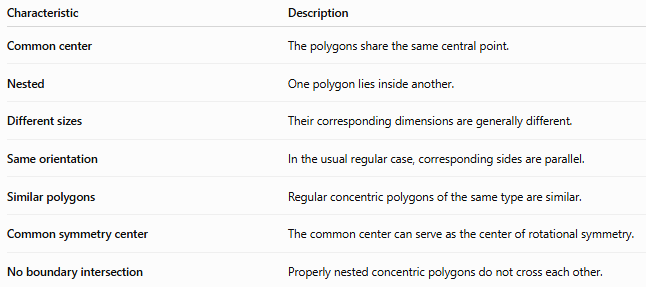 Characteristic Description
Common center The polygons share the same central point.
Nested One polygon lies inside another.
Different sizes Their corresponding dimensions are generally different.
Same orientation In the usual regular case, corresponding sides are parallel.
Similar polygons Regular concentric polygons of the same type are similar.
Common symmetry center The common center can serve as the center of rotational symmetry.
No boundary intersection Properly nested concentric polygons do not cross each other.